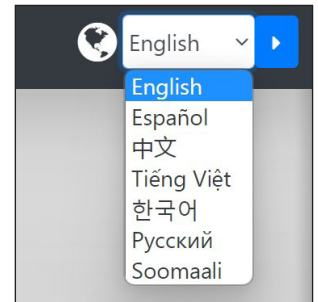 English
English
Español
中文
Tiếng Việt
한국어
Русский
Soomaali